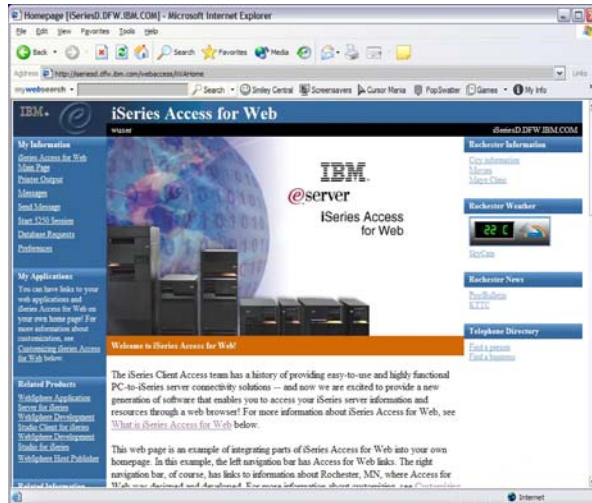 Homepage [iSeriesD.DFW.IBM.COM] - Microsoft Internet Explorer
File Edit View Favorites Tools Help
Back Search Favorites Media
Address http://iseriesd.dfw.ibm.com/webaccess/iWAHome Links
mywebsearch Search Smiley Central Screensavers Cursor Mania PopSwatter Games My Info
IBM. iSeries Access for Web
wuser iSeriesD.DFW.IBM.COM
My Information
iSeries Access for Web
Main Page
Printer Output
Messages
Send Message
Start 5250 Session
Database Requests
Preferences
My Applications
You can have links to your
web applications and
iSeries Access for Web on
your own home page! For
more information about
customization, see
Customizing iSeries Access
for Web below.
Related Products
WebSphere Application
Server for iSeries
WebSphere Development
Studio Client for iSeries
WebSphere Development
Studio for iSeries
WebSphere Host Publisher
Related Information
IBM.
eserver
iSeries Access
for Web
Welcome to iSeries Access for Web!
The iSeries Client Access team has a history of providing easy-to-use and highly functional
PC-to-iSeries server connectivity solutions -- and now we are excited to provide a new
generation of software that enables you to access your iSeries server information and
resources through a web browser! For more information about iSeries Access for Web, see
What is iSeries Access for Web below.
This web page is an example of integrating parts of iSeries Access for Web into your own
homepage. In this example, the left navigation bar has Access for Web links. The right
navigation bar, of course, has links to information about Rochester, MN, where Access for
Web was designed and developed. For more information about customizing, see Customizing
Rochester Information
City information
Movies
Mayo Clinic
Rochester Weather
22 C
SkyCam
Rochester News
PostBulletin
KTTC
Telephone Directory
Find a person
Find a business
Internet